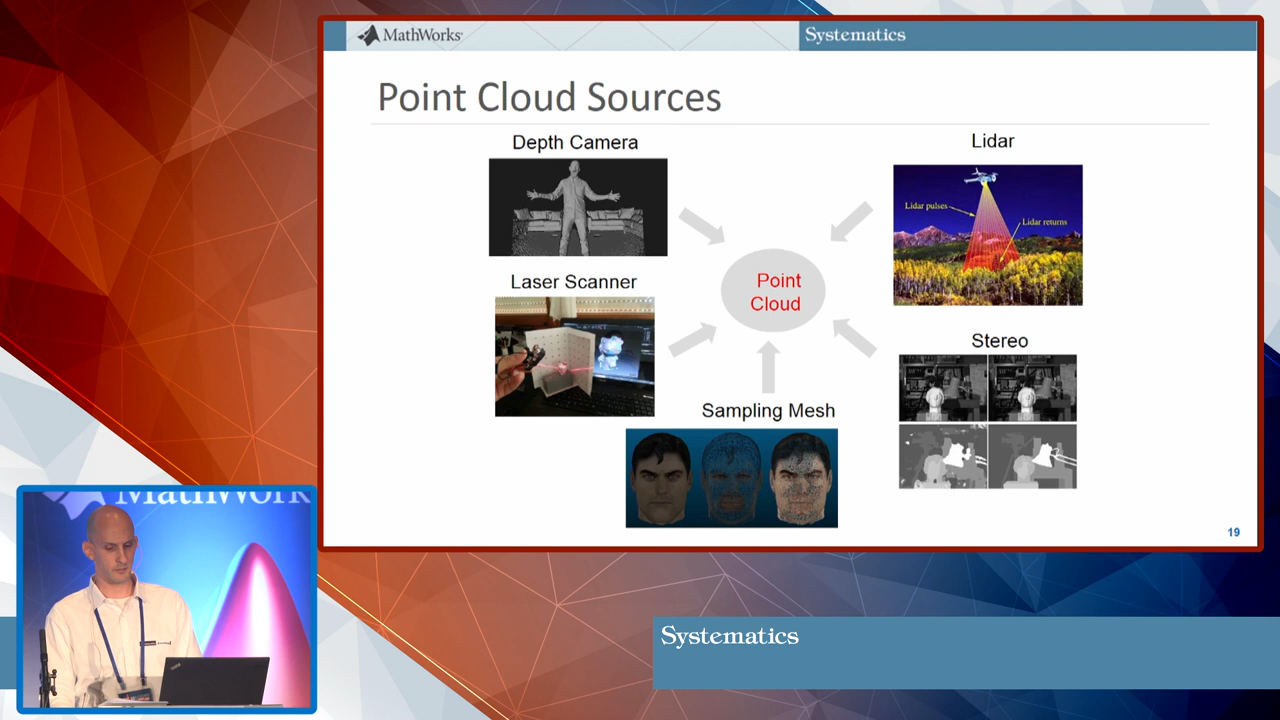 MathWorks
Systematics
Point Cloud Sources
Depth Camera
Lidar
Lidar pulses
Lidar returns
Laser Scanner
Point
Cloud
Stereo
Sampling Mesh
19
MathWork
Systematics